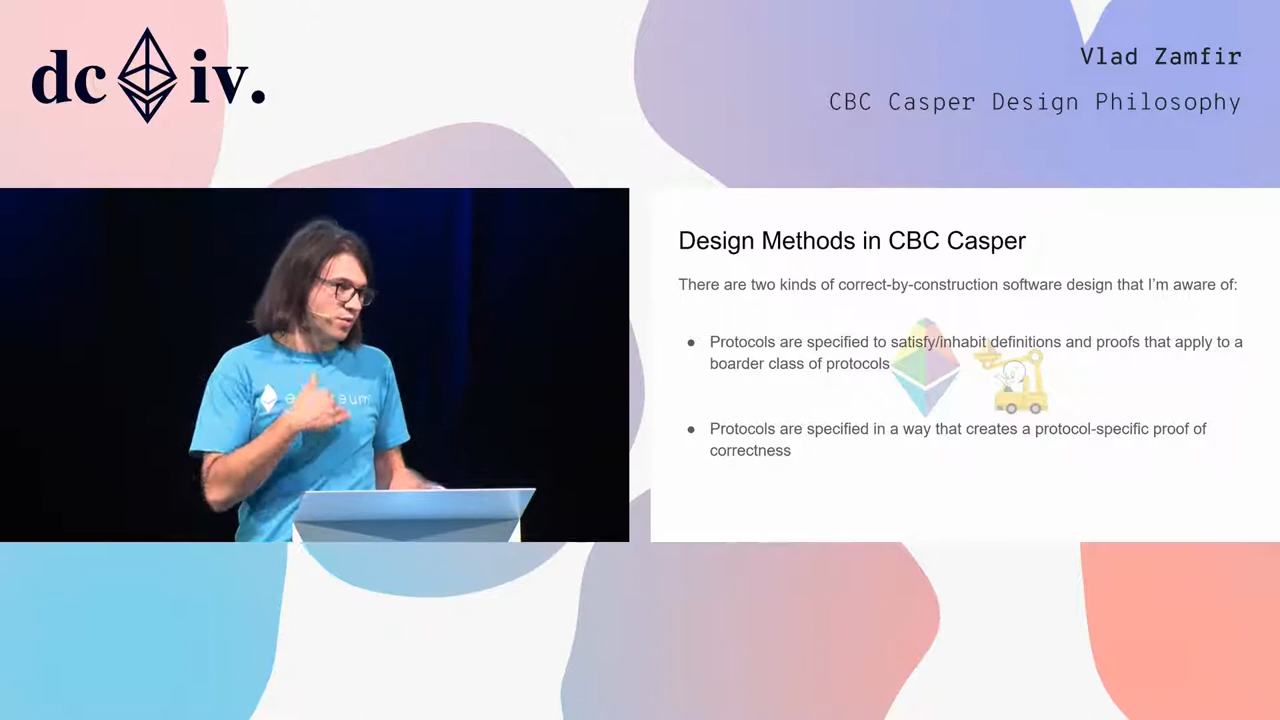 dc iv.
Vlad Zamfir
CBC Casper Design Philosophy
Design Methods in CBC Casper
There are two kinds of correct-by-construction software design that I'm aware of:
● Protocols are specified to satisfy/inhabit definitions and proofs that apply to a
boarder class of protocols
● Protocols are specified in a way that creates a protocol-specific proof of
correctness